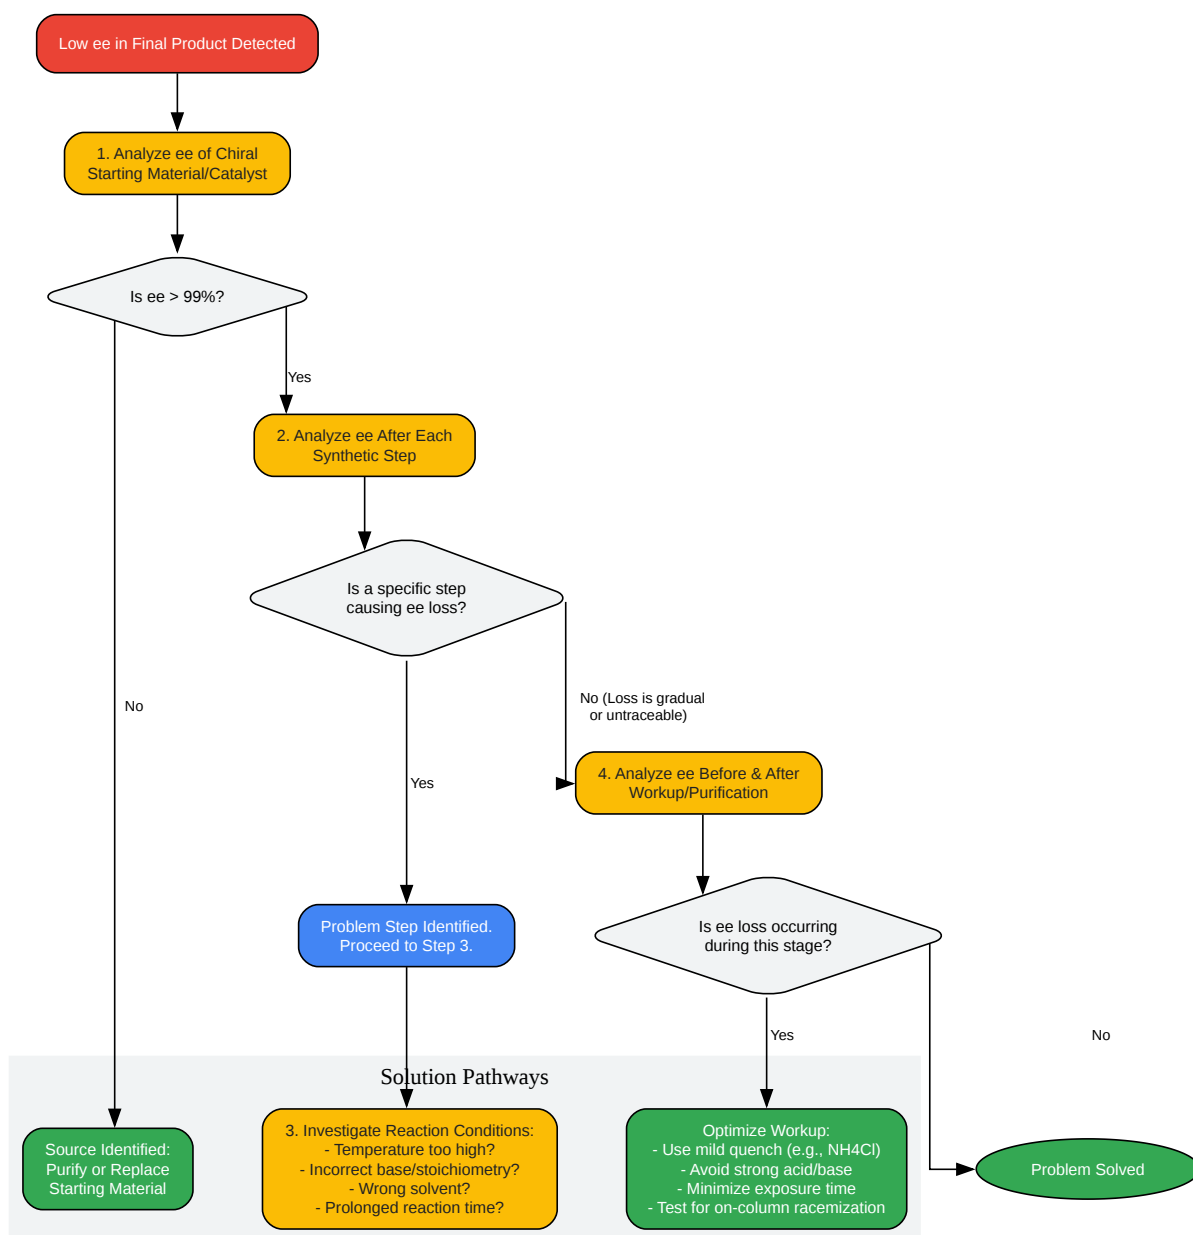 Low ee in Final Product Detected
1. Analyze ee of Chiral
Starting Material/Catalyst
Is ee > 99%?
Yes
2. Analyze ee After Each
Synthetic Step
Is a specific step
causing ee loss?
No (Loss is gradual
or untraceable)
No
Yes
4. Analyze ee Before & After
Workup/Purification
Problem Step Identified.
Proceed to Step 3.
Is ee loss occurring
during this stage?
Yes
No
Solution Pathways
Source Identified:
Purify or Replace
Starting Material
3. Investigate Reaction Conditions:
- Temperature too high?
- Incorrect base/stoichiometry?
- Wrong solvent?
- Prolonged reaction time?
Optimize Workup:
- Use mild quench (e.g., NH4Cl)
- Avoid strong acid/base
- Minimize exposure time
- Test for on-column racemization
Problem Solved